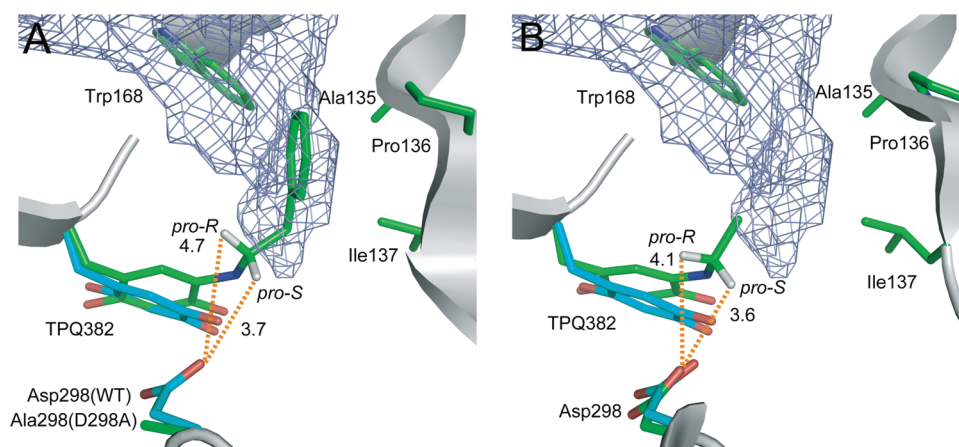 A
Trp168
Ala135
Pro136
pro-R
4.7
Ile137
pro-S
TPQ382
3.7
Asp298(WT)
Ala298(D298A)
B
Trp168
Ala135
Pro136
pro-R
4.1
Ile137
pro-S
TPQ382
3.6
Asp298